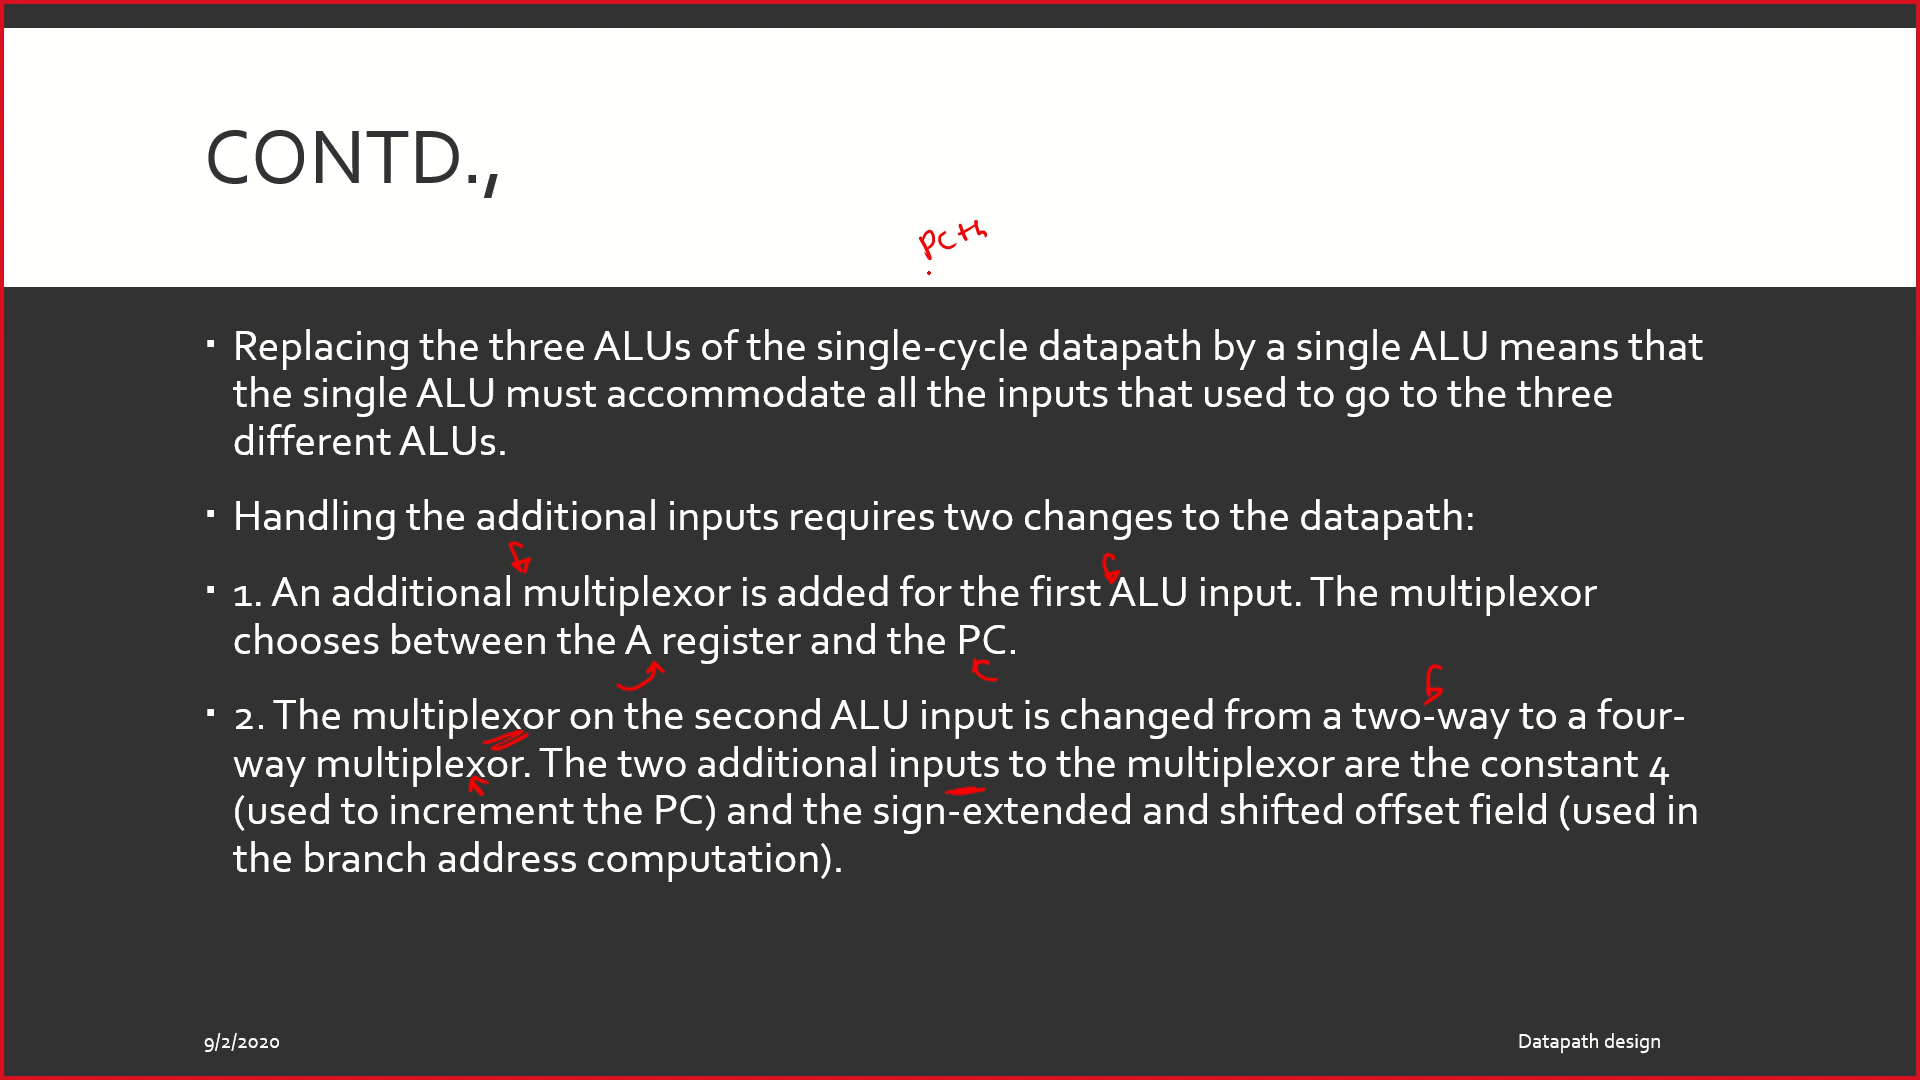 CONTD.,
PC+4
▪ Replacing the three ALUs of the single-cycle datapath by a single ALU means that
the single ALU must accommodate all the inputs that used to go to the three
different ALUs.
▪ Handling the additional inputs requires two changes to the datapath:
▪ 1. An additional multiplexor is added for the first ALU input. The multiplexor
chooses between the A register and the PC.
▪ 2. The multiplexor on the second ALU input is changed from a two-way to a four-
way multiplexor. The two additional inputs to the multiplexor are the constant 4
(used to increment the PC) and the sign-extended and shifted offset field (used in
the branch address computation).
9/2/2020
Datapath design